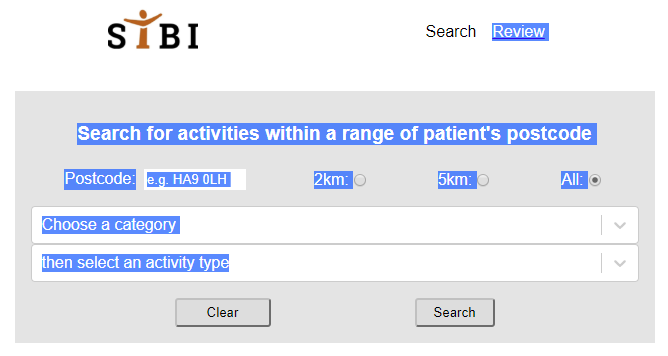 SIBI
Search Review
Search for activities within a range of patient's postcode
Postcode: e.g. HA9 0LH 2km: 5km: All:
Choose a category
then select an activity type
Clear Search